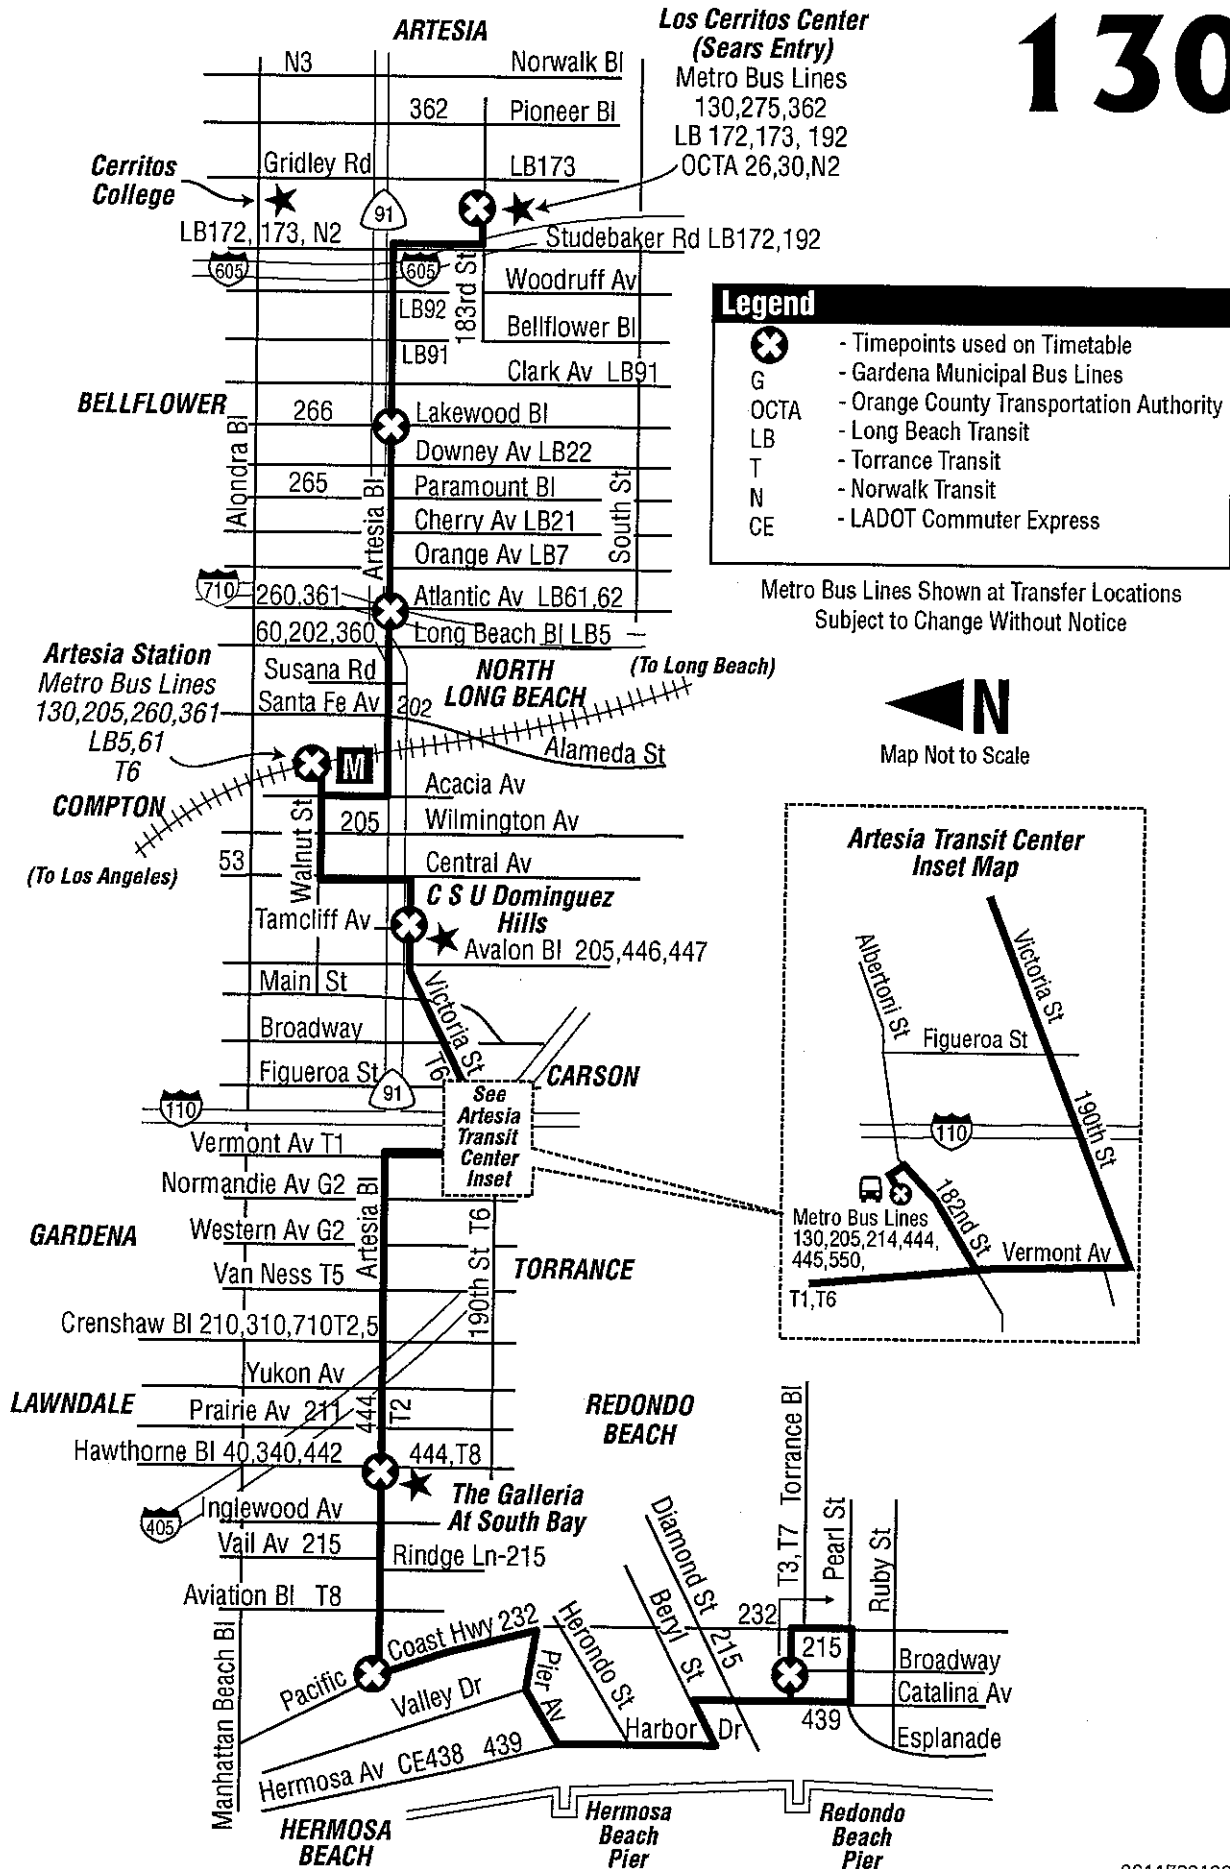 130
ARTESIA
Los Cerritos Center
(Sears Entry)
Metro Bus Lines
130,275,362
LB 172,173, 192
OCTA 26,30,N2
N3
Norwalk Bl
362
Pioneer Bl
Cerritos
College
Gridley Rd
LB173
91
LB172, 173, N2
Studebaker Rd LB172,192
605
605
183rd St
Woodruff Av
LB92
Bellflower Bl
LB91
Clark Av LB91
BELLFLOWER
266
Lakewood Bl
Alondra Bl
Downey Av LB22
265
Artesia Bl
Paramount Bl
South St
Cherry Av LB21
Orange Av LB7
710
260,361
Atlantic Av LB61,62
60,202,360
Long Beach Bl LB5
Legend
- Timepoints used on Timetable
G - Gardena Municipal Bus Lines
OCTA - Orange County Transportation Authority
LB - Long Beach Transit
T - Torrance Transit
N - Norwalk Transit
CE - LADOT Commuter Express
Metro Bus Lines Shown at Transfer Locations
Subject to Change Without Notice
N
Map Not to Scale
Artesia Station
Metro Bus Lines
130,205,260,361
LB5,61
T6
Susana Rd
NORTH
LONG BEACH
(To Long Beach)
Santa Fe Av
202
Alameda St
M
COMPTON
Acacia Av
Walnut St
205
Wilmington Av
53
Central Av
(To Los Angeles)
C S U Dominguez
Hills
Tamcliff Av
Avalon Bl 205,446,447
Main St
Victoria St
T6
Broadway
Figueroa St
91
CARSON
110
See
Artesia
Transit
Center
Inset
Artesia Transit Center
Inset Map
Albertoni St
Victoria St
Figueroa St
110
190th St
182nd St
Metro Bus Lines
130,205,214,444,
445,550,
Vermont Av
T1,T6
Vermont Av T1
Normandie Av G2
Artesia Bl
GARDENA
Western Av G2
190th St T6
Van Ness T5
TORRANCE
Crenshaw Bl 210,310,710T2,5
Yukon Av
LAWNDALE
Prairie Av 211
444
T2
REDONDO
BEACH
Hawthorne Bl 40,340,442
444,T8
The Galleria
At South Bay
405
Inglewood Av
Vail Av 215
Rindge Ln-215
Aviation Bl T8
Manhattan Beach Bl
Pacific
Coast Hwy 232
Valley Dr
Pier Av
Herondo St
Beryl St
Diamond St 215
232
T3,T7 Torrance Bl
Pearl St
Ruby St
215
Broadway
Catalina Av
Harbor Dr
439
Esplanade
Hermosa Av CE438 439
HERMOSA
BEACH
Hermosa
Beach
Pier
Redondo
Beach
Pier